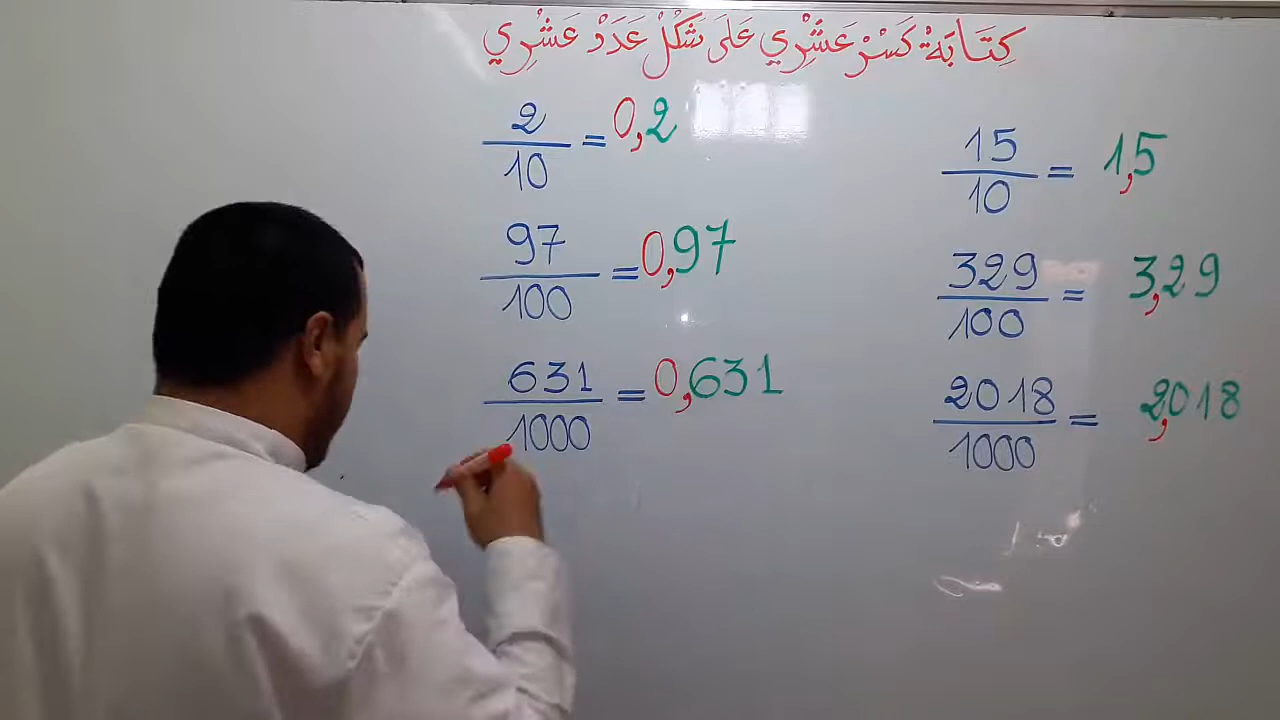 كِتَابَةْ كَسْرْ عَشْرِي عَلَى شَكْلْ عَدَدْ عَشْرِي
2/10 = 0,2
97/100 = 0,97
631/1000 = 0,631
15/10 = 1,5
329/100 = 3,29
2018/1000 = 2,018